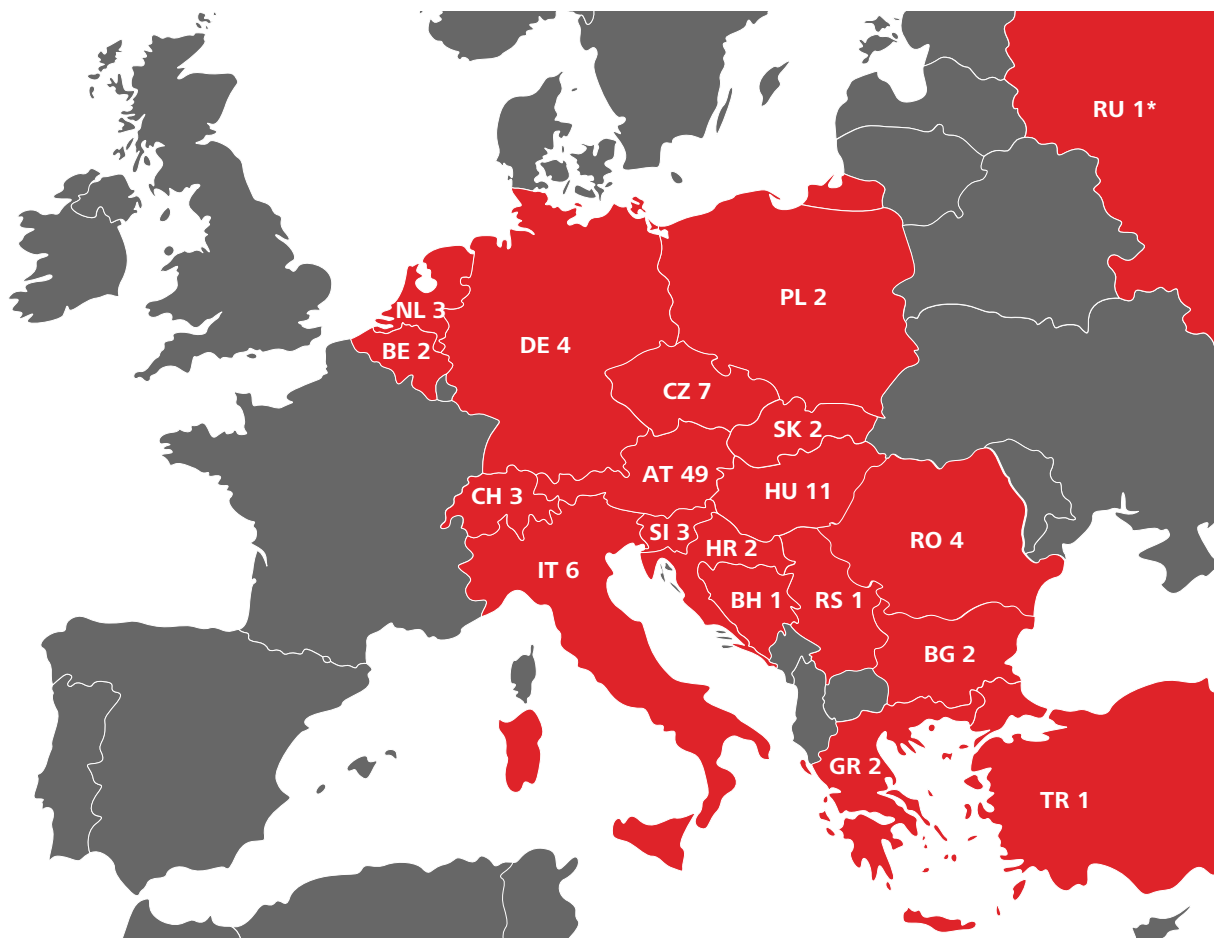 RU 1*
PL 2
NL 3
DE 4
BE 2
CZ 7
SK 2
AT 49
HU 11
CH 3
SI 3
HR 2
RO 4
IT 6
BH 1
RS 1
BG 2
GR 2
TR 1